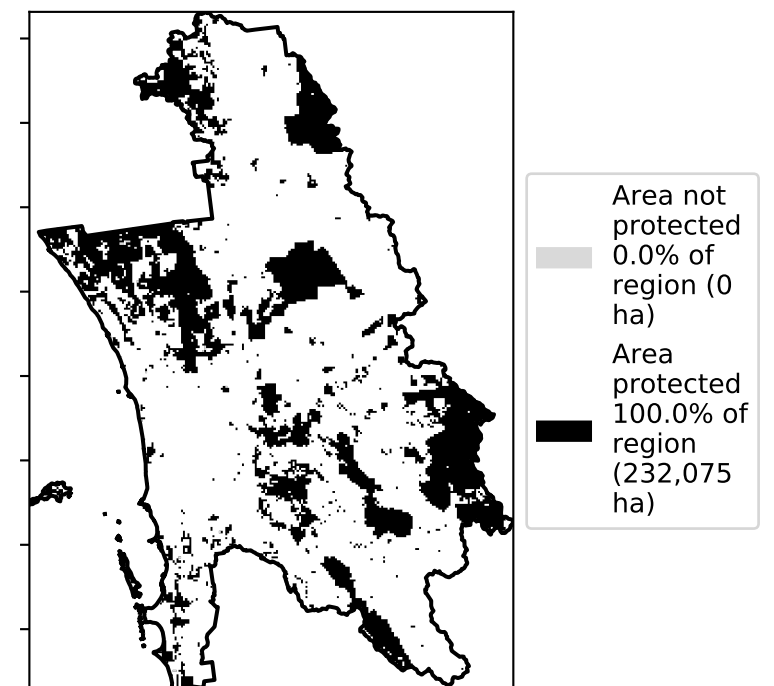 Area not
protected
0.0% of
region (0
ha)
Area
protected
100.0% of
region
(232,075
ha)